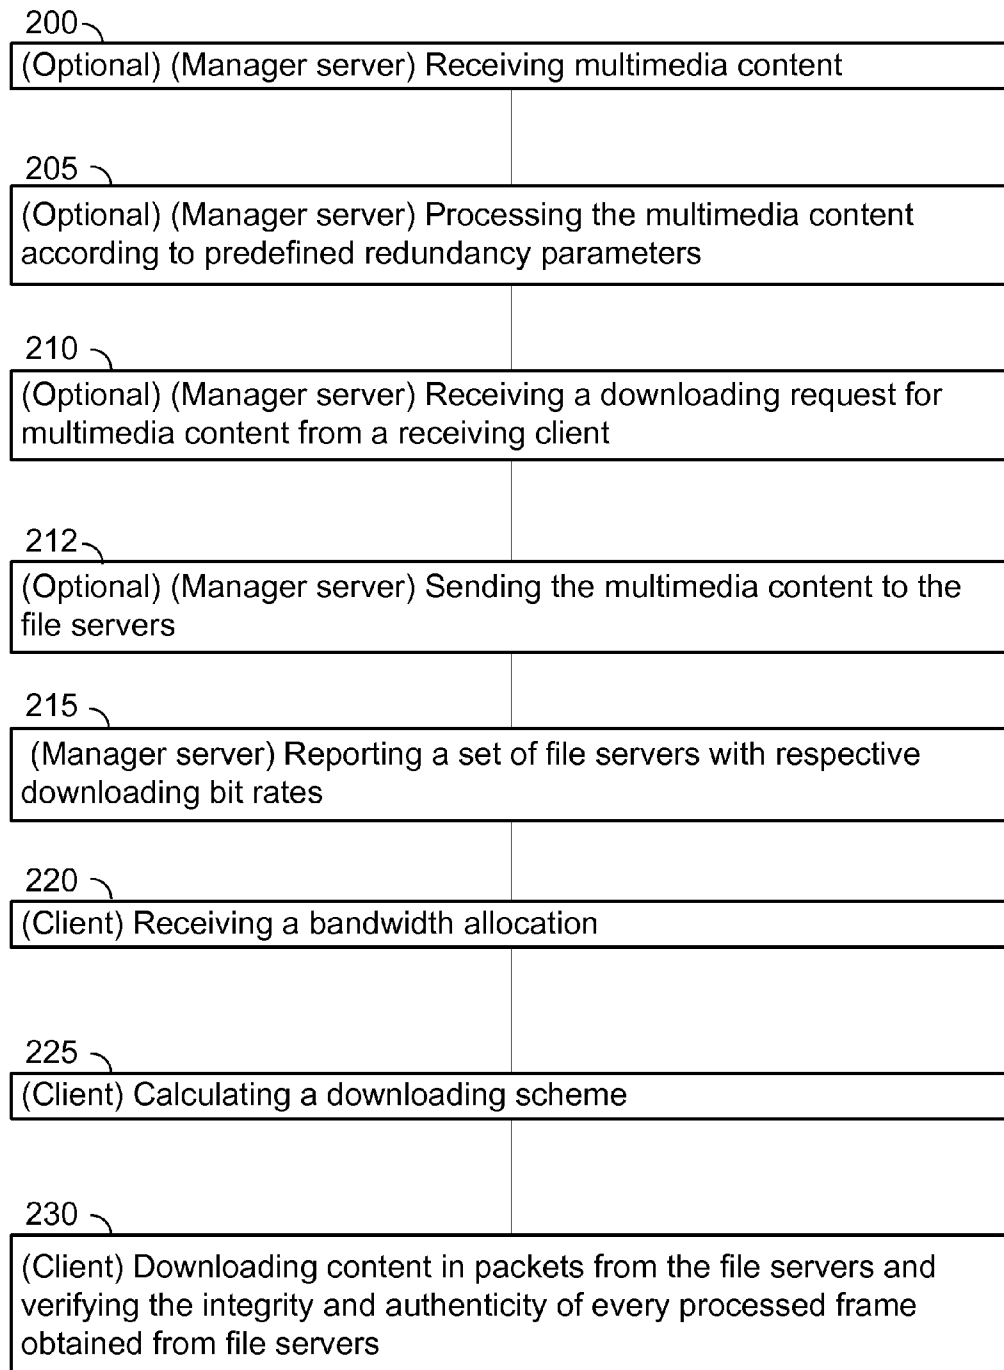 200
(Optional) (Manager server) Receiving multimedia content
205
(Optional) (Manager server) Processing the multimedia content
according to predefined redundancy parameters
210
(Optional) (Manager server) Receiving a downloading request for
multimedia content from a receiving client
212
(Optional) (Manager server) Sending the multimedia content to the
file servers
215
(Manager server) Reporting a set of file servers with respective
downloading bit rates
220
(Client) Receiving a bandwidth allocation
225
(Client) Calculating a downloading scheme
230
(Client) Downloading content in packets from the file servers and
verifying the integrity and authenticity of every processed frame
obtained from file servers